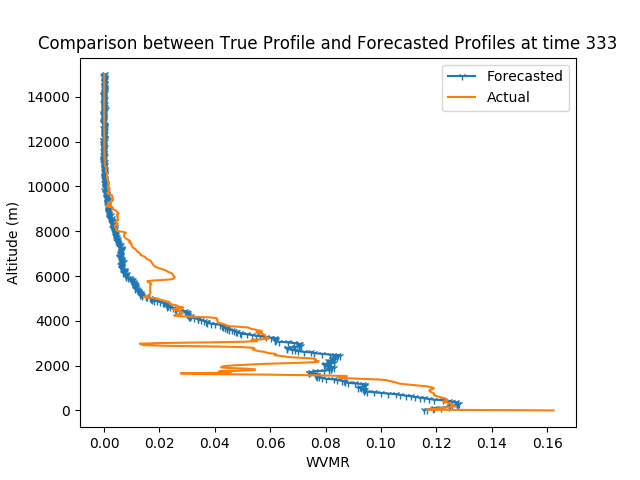 Comparison between True Profile and Forecasted Profiles at time 333
Forecasted
Actual
14000
12000
10000
8000
6000
4000
2000
0
Altitude (m)
0.00 0.02 0.04 0.06 0.08 0.10 0.12 0.14 0.16
WVMR